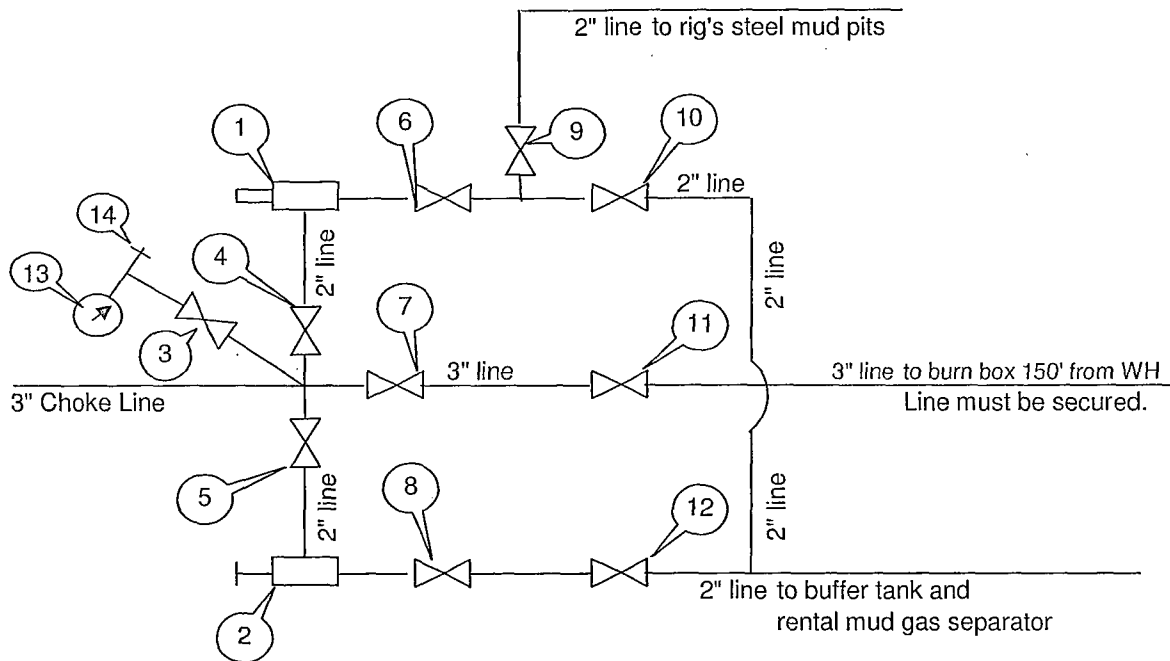 2" line to rig's steel mud pits
1
6
9
10
2" line
14
4
2" line
2" line
13
7
11
3
3" line
3" line to burn box 150' from WH
3" Choke Line
Line must be secured.
5
8
12
2" line
2" line
2" line to buffer tank and
rental mud gas separator
2